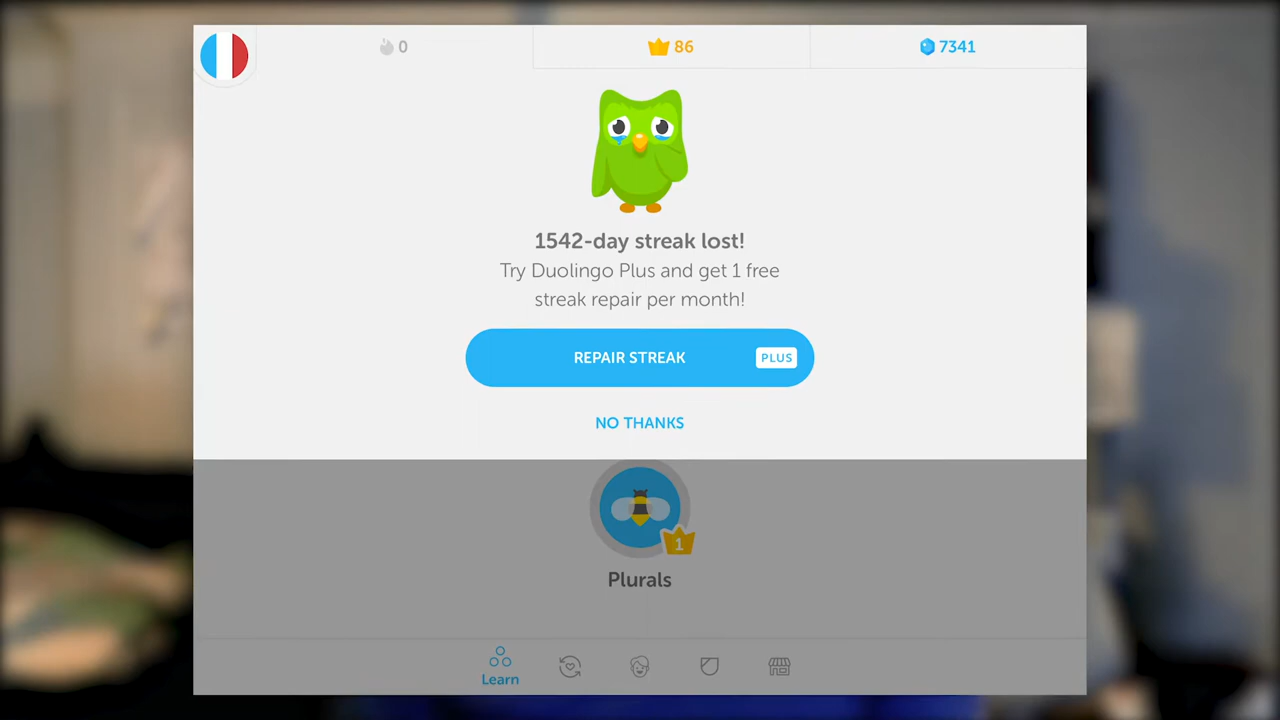 0
86
7341
1542-day streak lost!
Try Duolingo Plus and get 1 free
streak repair per month!
REPAIR STREAK PLUS
NO THANKS
1
Plurals
Learn